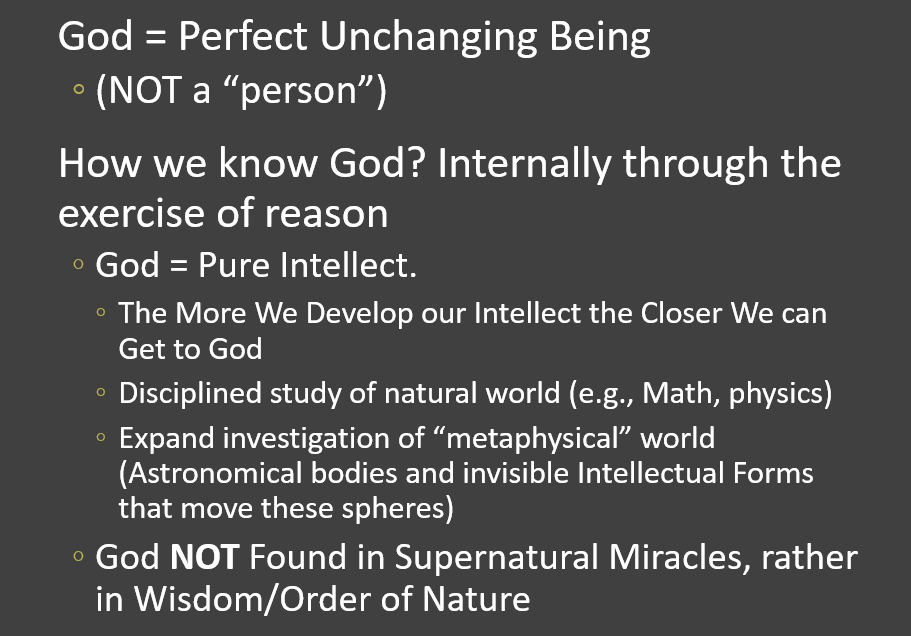 God = Perfect Unchanging Being
(NOT a “person”)
How we know God? Internally through the
exercise of reason
God = Pure Intellect.
The More We Develop our Intellect the Closer We can
Get to God
Disciplined study of natural world (e.g., Math, physics)
Expand investigation of “metaphysical” world
(Astronomical bodies and invisible Intellectual Forms
that move these spheres)
God NOT Found in Supernatural Miracles, rather
in Wisdom/Order of Nature